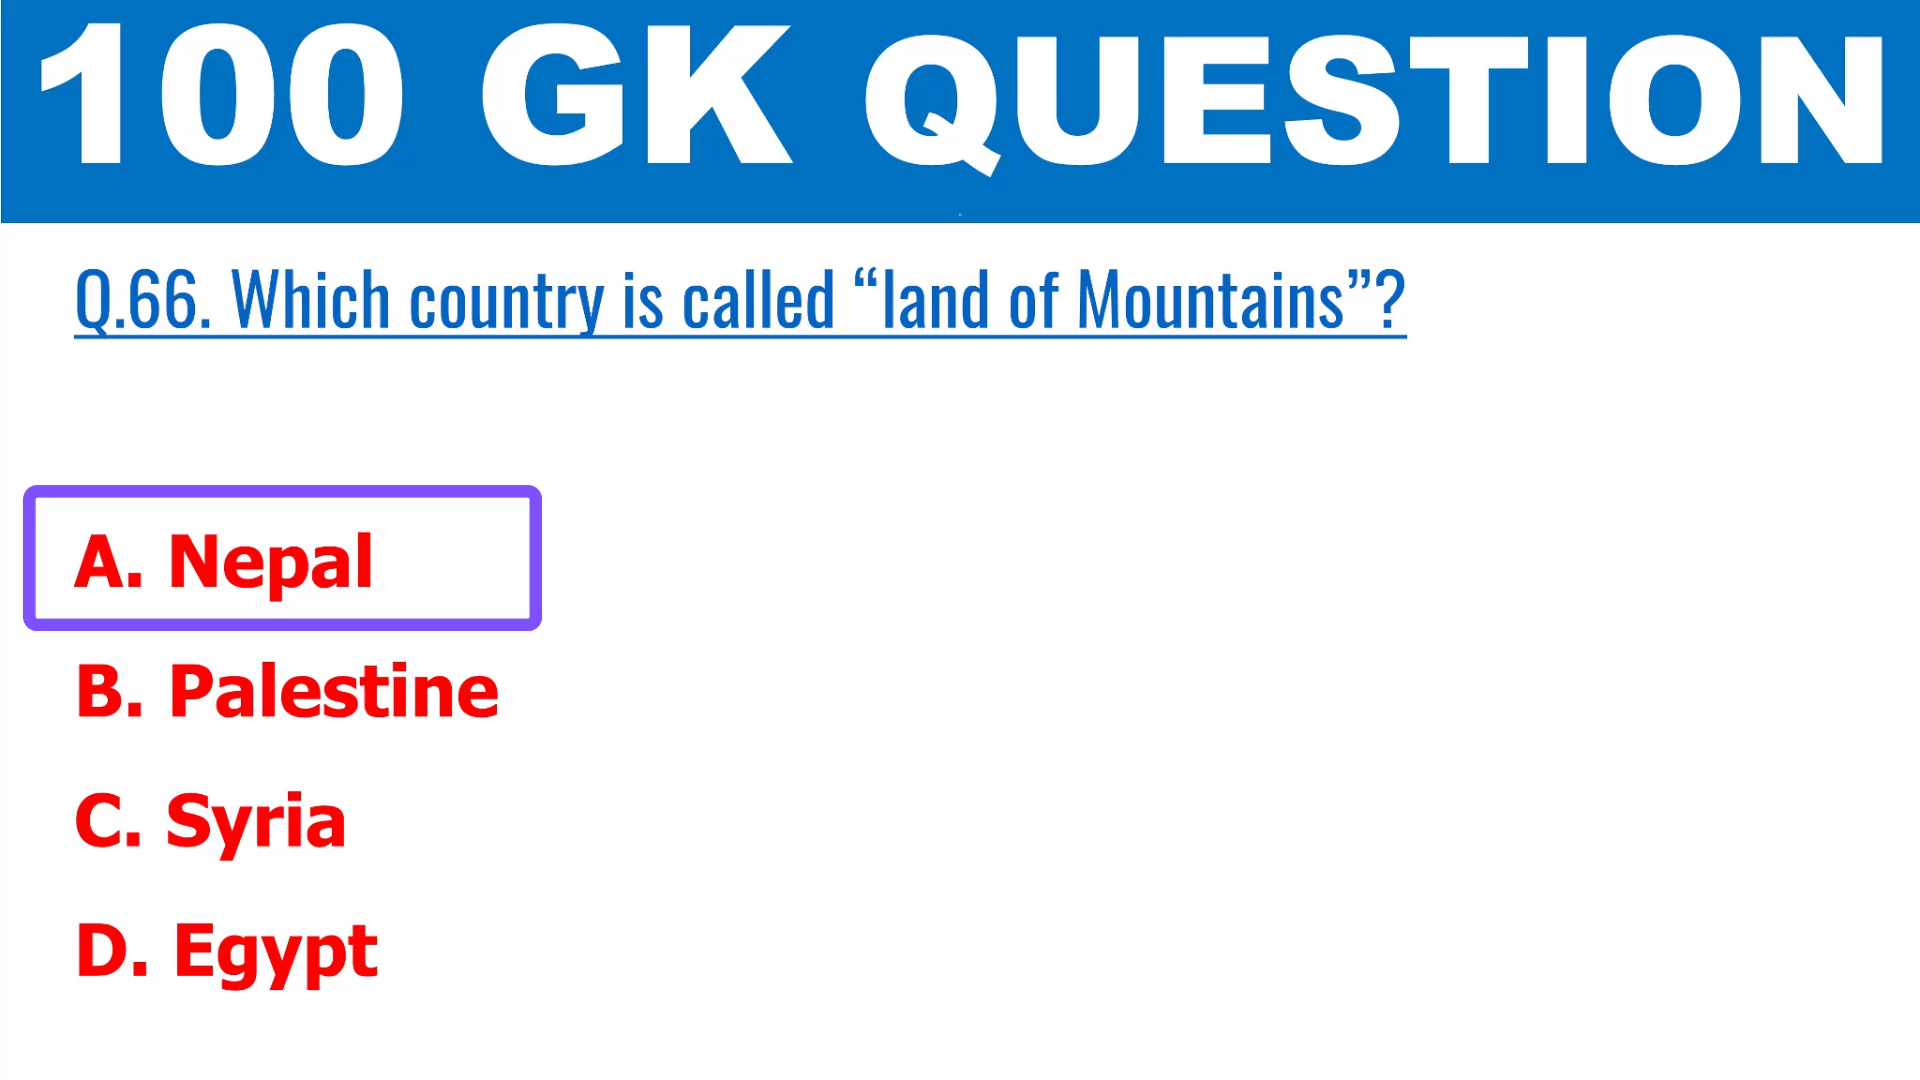 100 GK QUESTION
Q.66. Which country is called “land of Mountains”?
A. Nepal
B. Palestine
C. Syria
D. Egypt